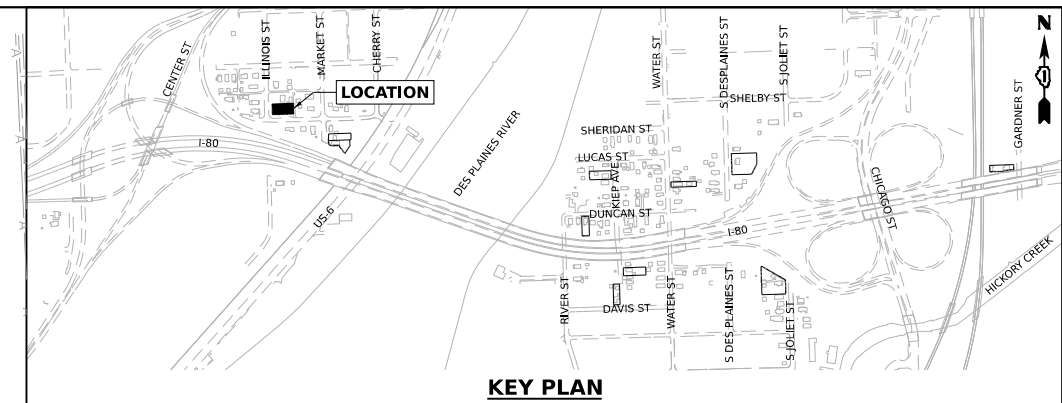 CENTER ST
ILLINOIS ST
MARKET ST
CHERRY ST
LOCATION
I-80
US-6
DES PLAINES RIVER
WATER ST
S DESPLAINES ST
S JOLIET ST
SHELBY ST
SHERIDAN ST
LUCAS ST
KIEP AVE
DUNCAN ST
I-80
CHICAGO ST
GARDNER ST
N
HICKORY CREEK
RIVER ST
DAVIS ST
WATER ST
S DES PLAINES ST
S JOLIET ST
KEY PLAN